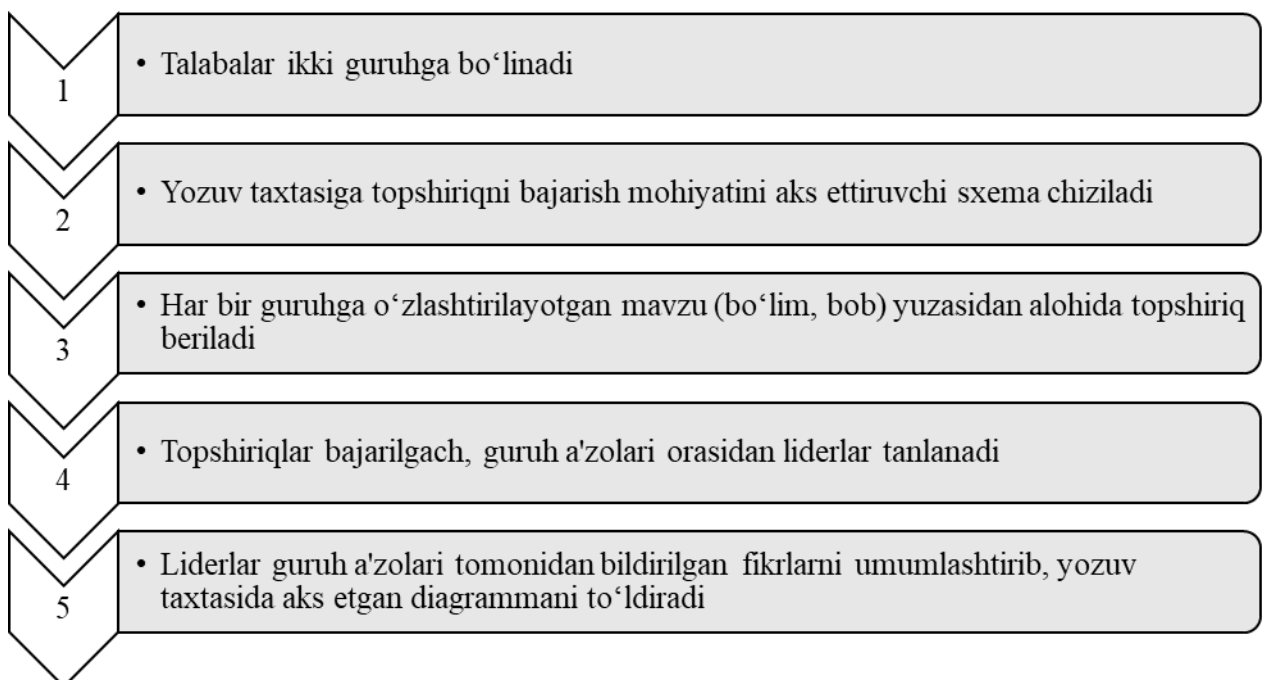 1
• Talabalar ikki guruhga bo‘linadi
2
• Yozuv taxtasiga topshiriqni bajarish mohiyatini aks ettiruvchi sxema chiziladi
3
• Har bir guruhga o‘zlashtirilayotgan mavzu (bo‘lim, bob) yuzasidan alohida topshiriq
beriladi
4
• Topshiriqlar bajarilgach, guruh a'zolari orasidan liderlar tanlanadi
5
• Liderlar guruh a'zolari tomonidan bildirilgan fikrlarni umumlashtirib, yozuv
taxtasida aks etgan diagrammani to‘ldiradi